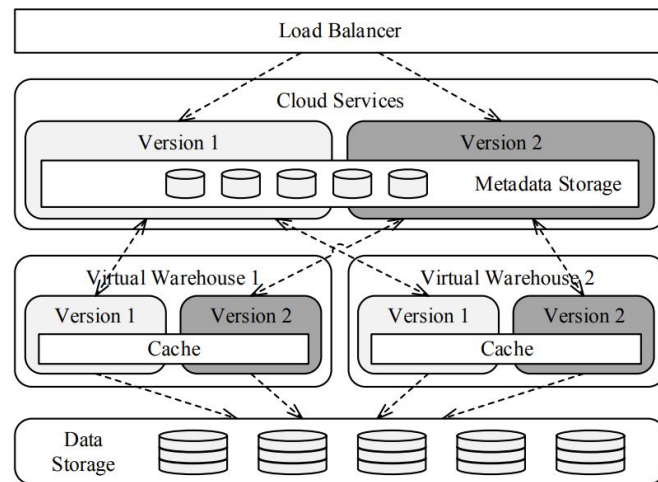 Load Balancer
Cloud Services
Version 1
Version 2
Metadata Storage
Virtual Warehouse 1
Virtual Warehouse 2
Version 1
Version 2
Version 1
Version 2
Cache
Cache
Data
Storage